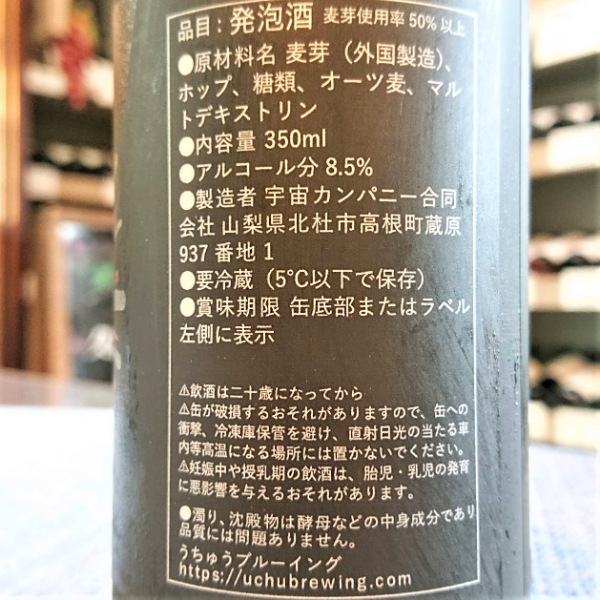 品目：発泡酒 麦芽使用率50%以上
●原材料名 麦芽（外国製造）、
ホップ、糖類、オーツ麦、マル
トデキストリン
●内容量 350ml
●アルコール分 8.5%
●製造者 宇宙カンパニー合同
会社 山梨県北杜市高根町蔵原
937 番地 1
●要冷蔵（5℃以下で保存）
●賞味期限 缶底部またはラベル
左側に表示
⚠飲酒は二十歳になってから
⚠缶が破損するおそれがありますので、缶への
衝撃、冷凍庫保管を避け、直射日光の当たる車
内等高温になる場所には置かないでください。
⚠妊娠中や授乳期の飲酒は、胎児・乳児の発育
に悪影響を与えるおそれがあります。
●濁り、沈殿物は酵母などの中身成分であり
品質には問題ありません。
うちゅうブルーイング
https://uchubrewing.com